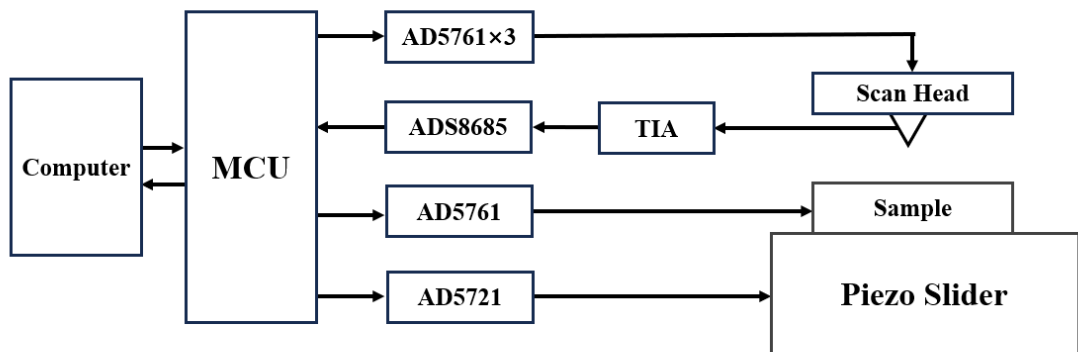 Computer
MCU
AD5761×3
Scan Head
ADS8685
TIA
AD5761
Sample
AD5721
Piezo Slider